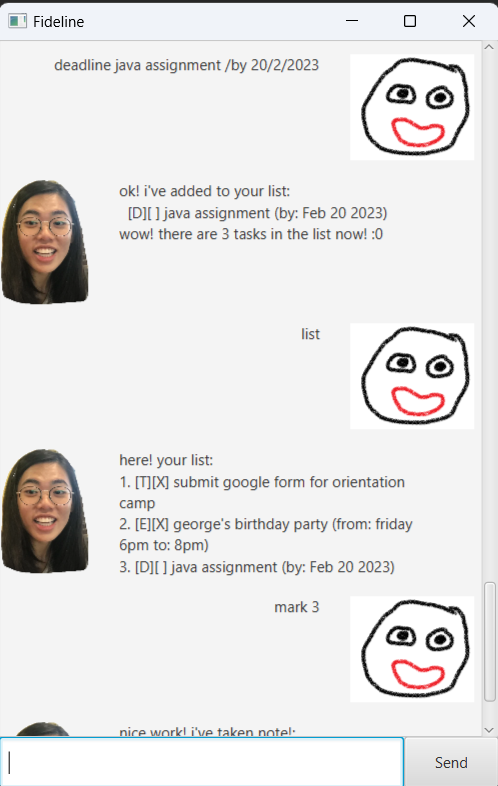 Fideline
deadline java assignment /by 20/2/2023
ok! i've added to your list:
[D][ ] java assignment (by: Feb 20 2023)
wow! there are 3 tasks in the list now! :0
list
here! your list:
1. [T][X] submit google form for orientation
camp
2. [E][X] george's birthday party (from: friday
6pm to: 8pm)
3. [D][ ] java assignment (by: Feb 20 2023)
mark 3
nice work! i've taken note!:
Send